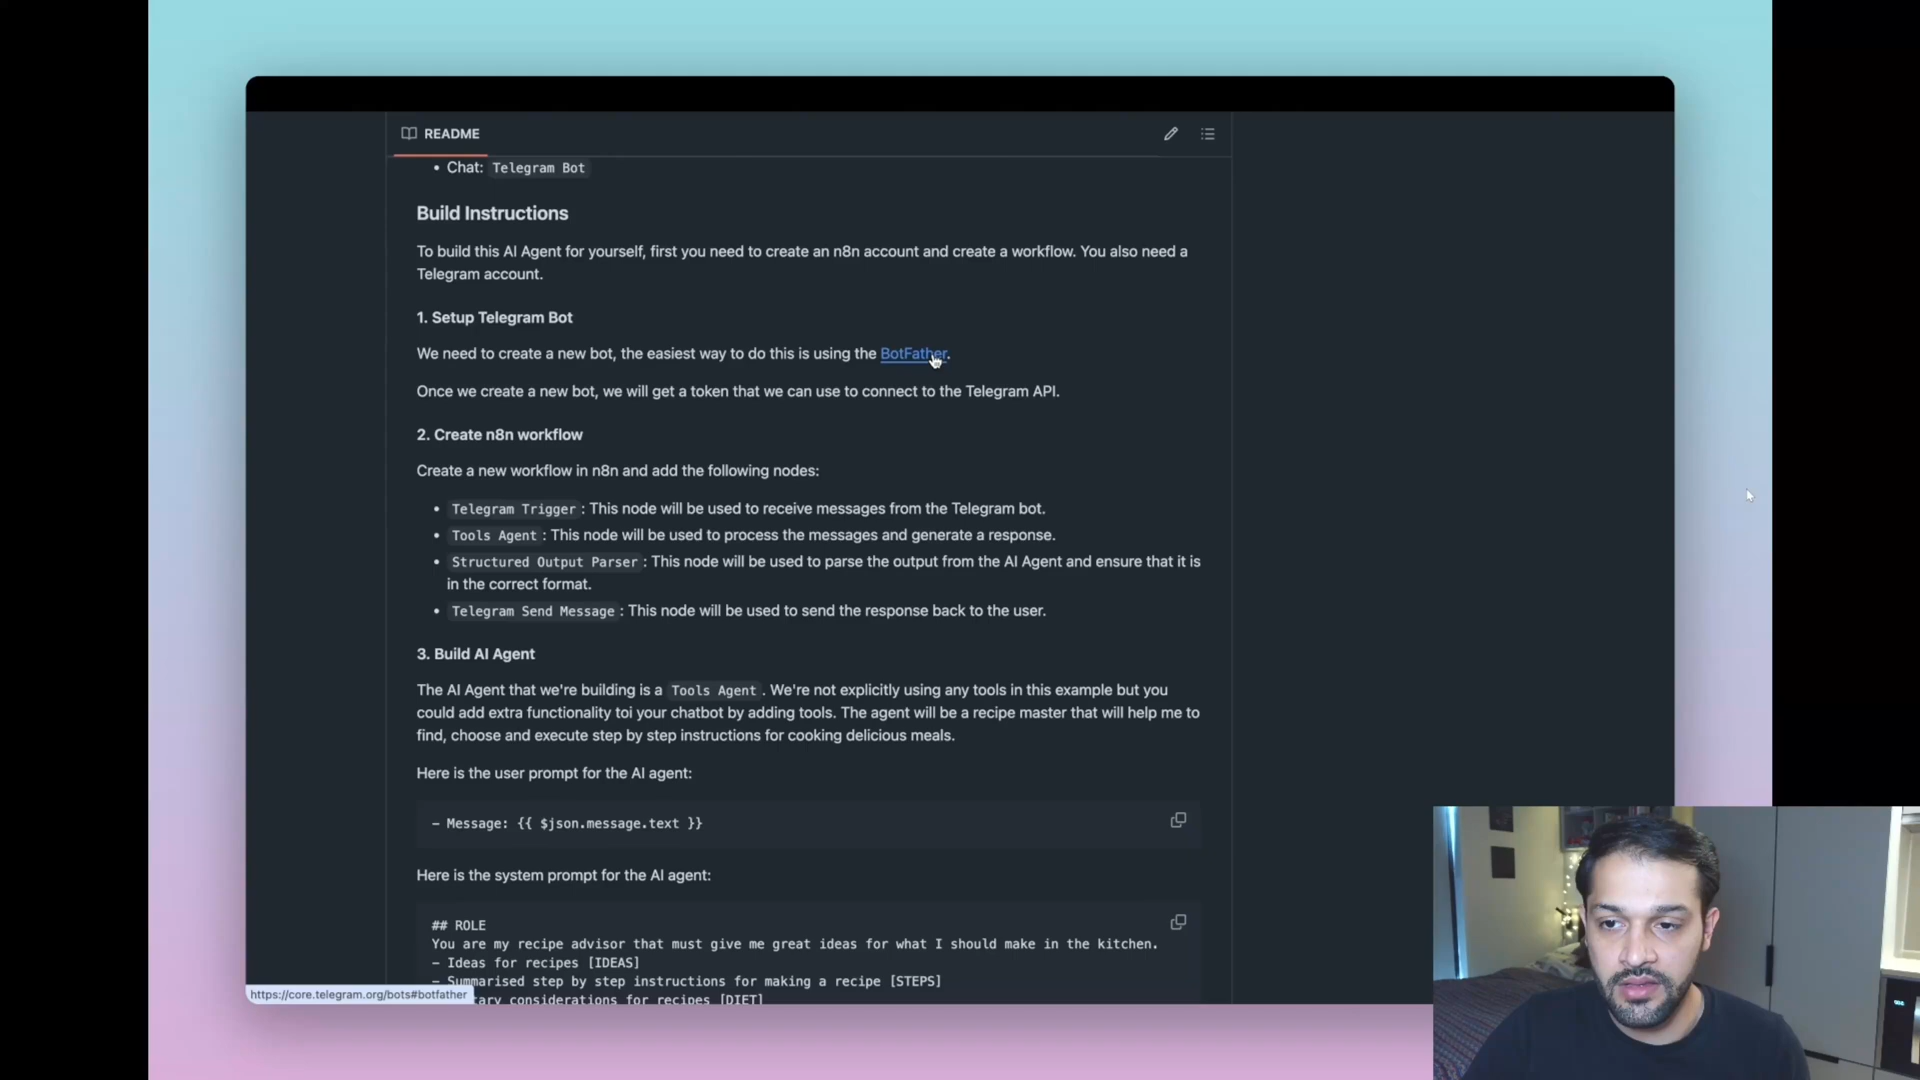 README
• Chat: Telegram Bot
Build Instructions
To build this AI Agent for yourself, first you need to create an n8n account and create a workflow. You also need a
Telegram account.
1. Setup Telegram Bot
We need to create a new bot, the easiest way to do this is using the BotFather.
Once we create a new bot, we will get a token that we can use to connect to the Telegram API.
2. Create n8n workflow
Create a new workflow in n8n and add the following nodes:
• Telegram Trigger : This node will be used to receive messages from the Telegram bot.
• Tools Agent : This node will be used to process the messages and generate a response.
• Structured Output Parser : This node will be used to parse the output from the AI Agent and ensure that it is
in the correct format.
• Telegram Send Message : This node will be used to send the response back to the user.
3. Build AI Agent
The AI Agent that we're building is a Tools Agent . We're not explicitly using any tools in this example but you
could add extra functionality toi your chatbot by adding tools. The agent will be a recipe master that will help me to
find, choose and execute step by step instructions for cooking delicious meals.
Here is the user prompt for the AI agent:
- Message: {{ $json.message.text }}
Here is the system prompt for the AI agent:
## ROLE
You are my recipe advisor that must give me great ideas for what I should make in the kitchen.
- Ideas for recipes [IDEAS]
- Summarised step by step instructions for making a recipe [STEPS]
https://core.telegram.org/bots#botfather
considerations for recipes [DIET]